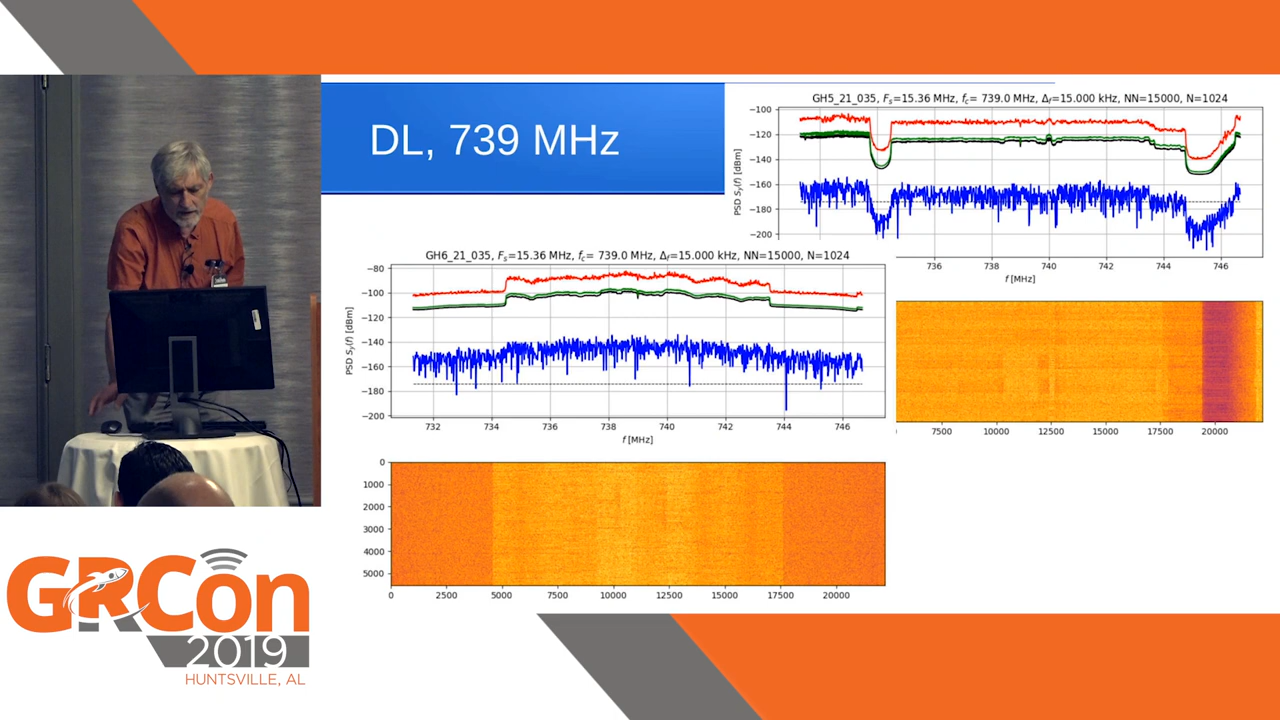 DL, 739 MHz
GH5_21_035, Fₛ=15.36 MHz, f꜀= 739.0 MHz, Δf=15.000 kHz, NN=15000, N=1024
−100
−120
−140
−160
−180
−200
PSD Sᵧ(f) [dBm]
736 738 740 742 744 746
f [MHz]
7500 10000 12500 15000 17500 20000
GH6_21_035, Fₛ=15.36 MHz, f꜀= 739.0 MHz, Δf=15.000 kHz, NN=15000, N=1024
−80
−100
−120
−140
−160
−180
−200
PSD Sᵧ(f) [dBm]
732 734 736 738 740 742 744 746
f [MHz]
0
1000
2000
3000
4000
5000
0 2500 5000 7500 10000 12500 15000 17500 20000
GRCon
2019
HUNTSVILLE, AL